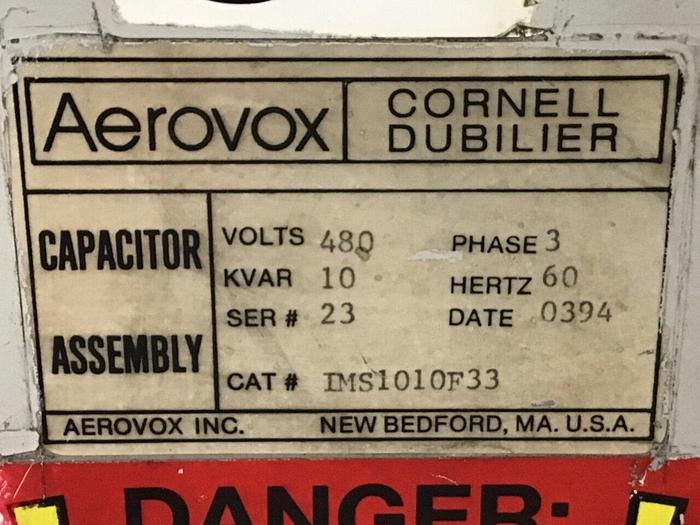 Aerovox CORNELL DUBILIER
CAPACITOR ASSEMBLY
VOLTS 480 PHASE 3
KVAR 10 HERTZ 60
SER # 23 DATE 0394
CAT # IMS1010F33
AEROVOX INC. NEW BEDFORD, MA. U.S.A.
DANGER: